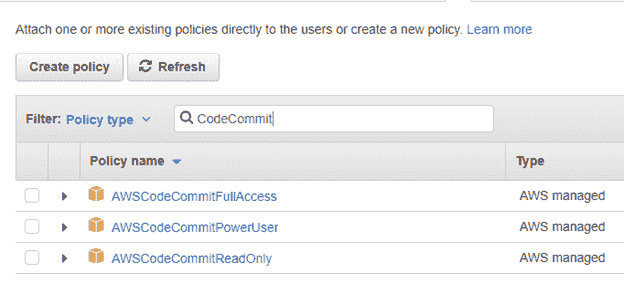 Attach one or more existing policies directly to the users or create a new policy. Learn more
Create policy Refresh
Filter: Policy type CodeCommit
Policy name Type
AWSCodeCommitFullAccess AWS managed
AWSCodeCommitPowerUser AWS managed
AWSCodeCommitReadOnly AWS managed